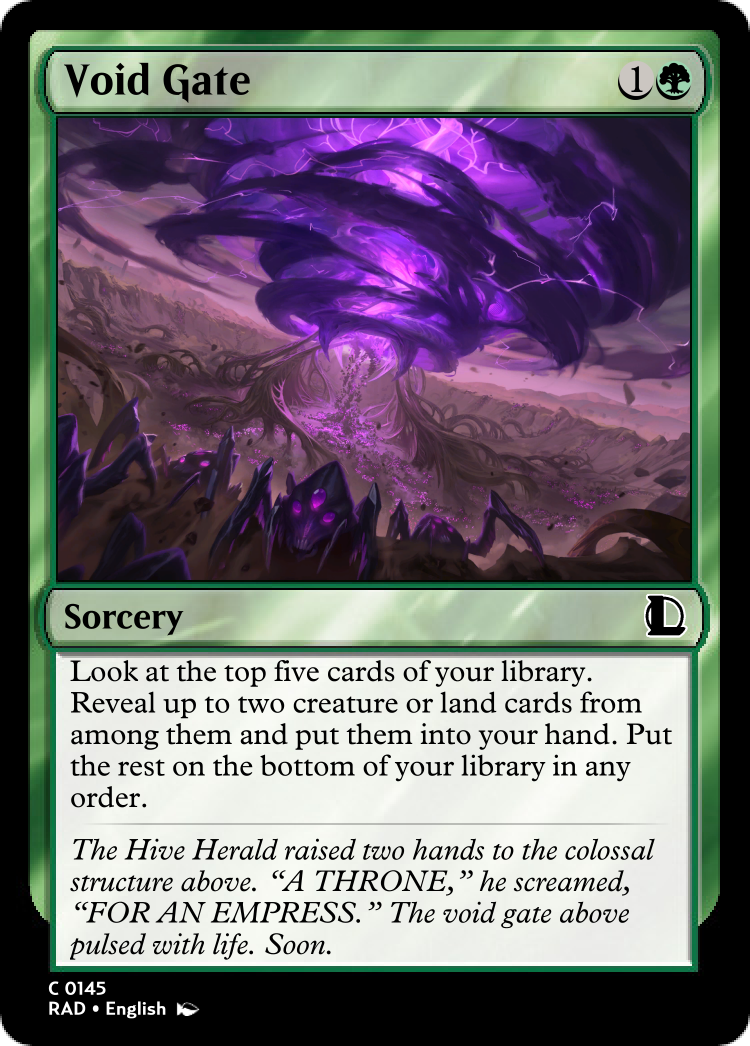 Void Gate
1
Sorcery
L
Look at the top five cards of your library.
Reveal up to two creature or land cards from
among them and put them into your hand. Put
the rest on the bottom of your library in any
order.
The Hive Herald raised two hands to the colossal
structure above. “A THRONE,” he screamed,
“FOR AN EMPRESS.” The void gate above
pulsed with life. Soon.
C 0145
RAD • English